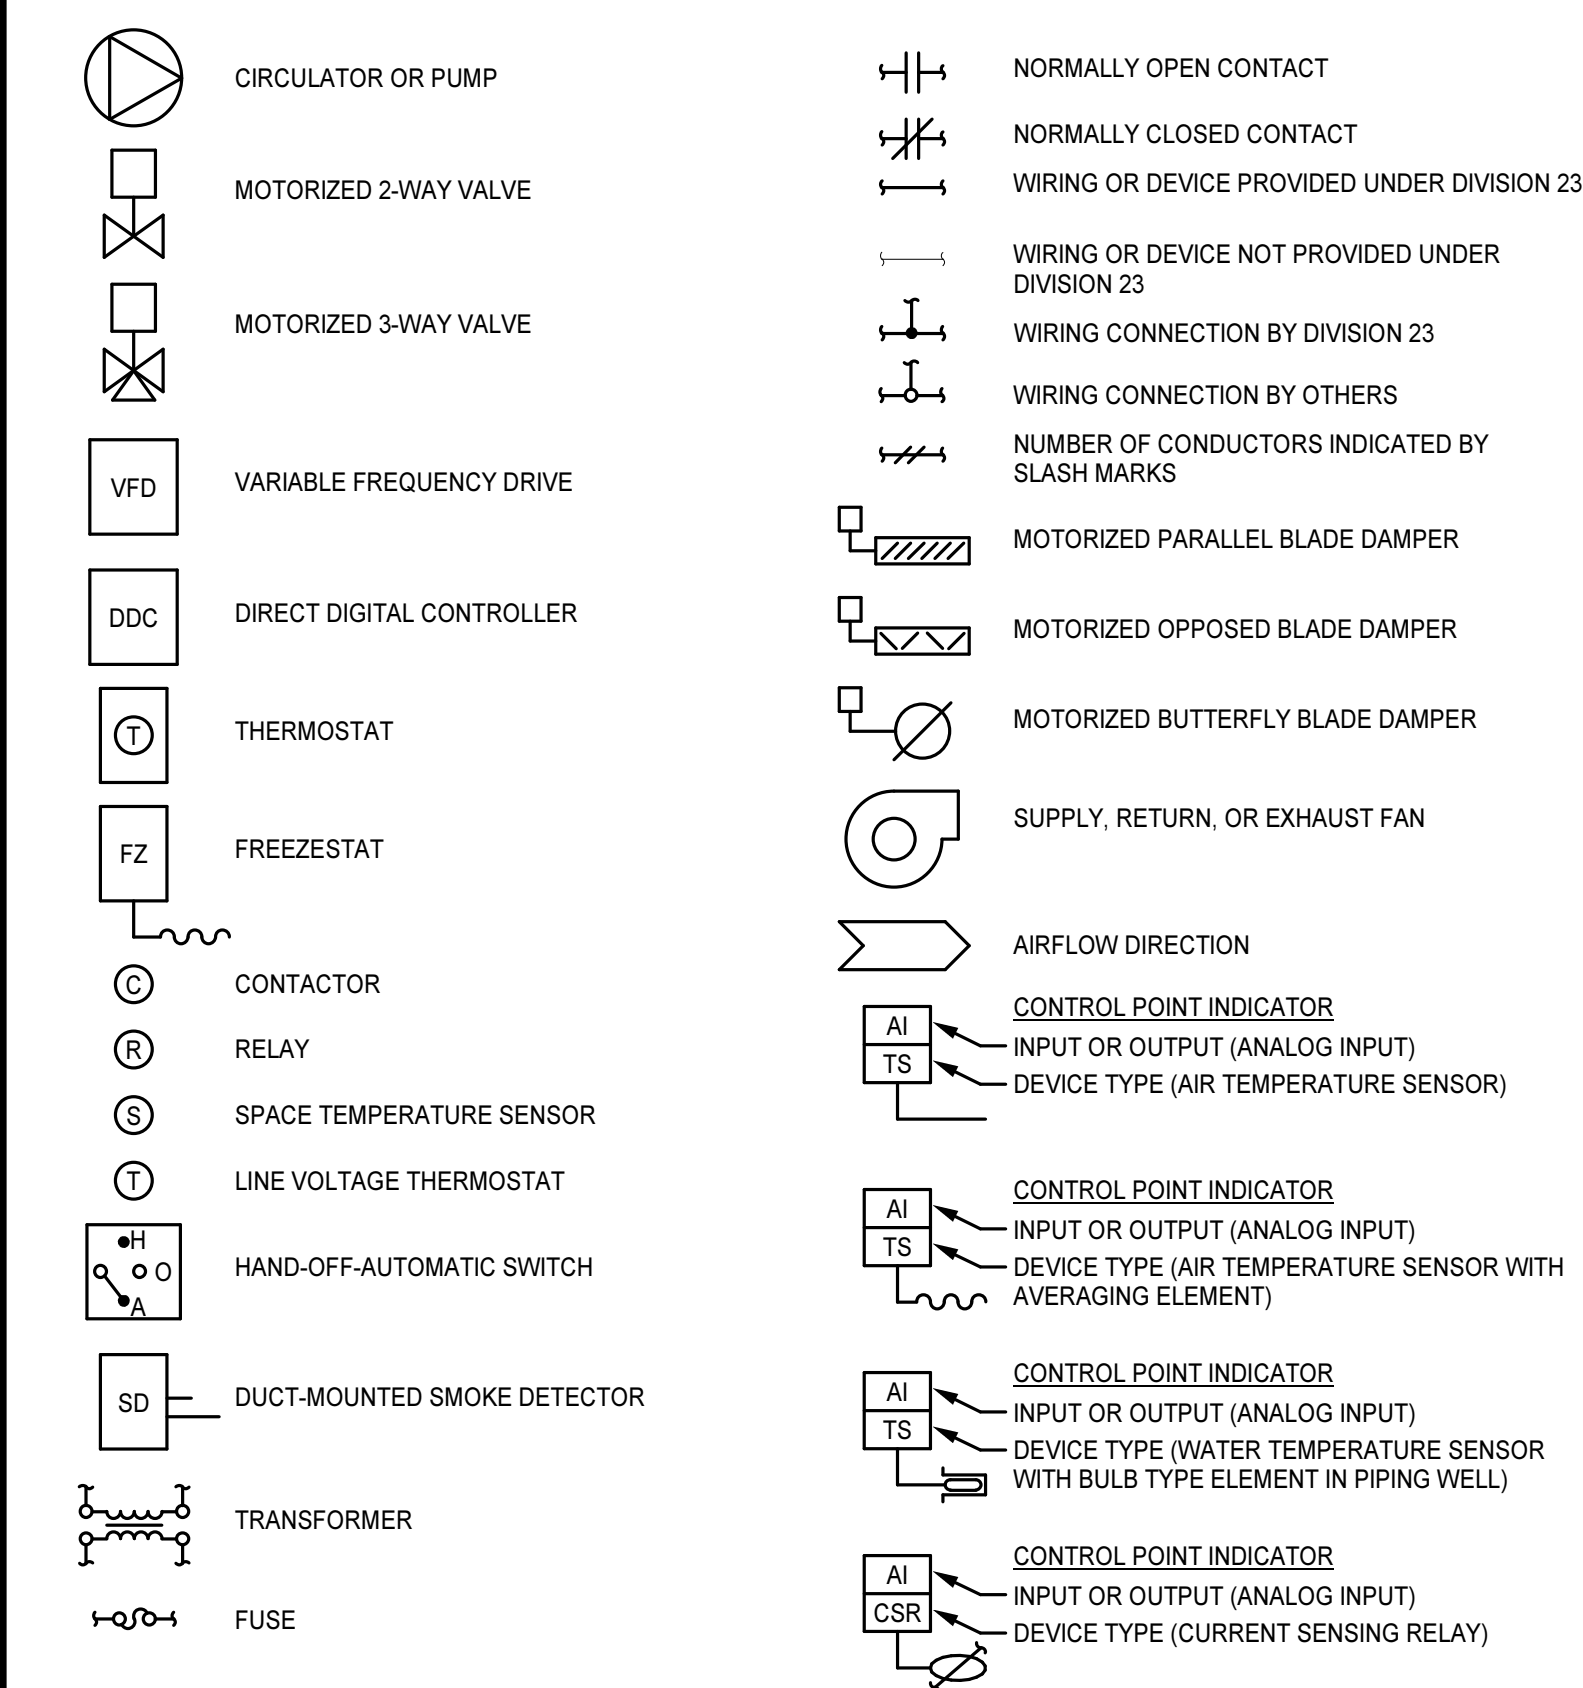 CIRCULATOR OR PUMP
MOTORIZED 2-WAY VALVE
MOTORIZED 3-WAY VALVE
VFD
VARIABLE FREQUENCY DRIVE
DDC
DIRECT DIGITAL CONTROLLER
T
THERMOSTAT
FZ
FREEZESTAT
C
CONTACTOR
R
RELAY
S
SPACE TEMPERATURE SENSOR
T
LINE VOLTAGE THERMOSTAT
H
O
A
HAND-OFF-AUTOMATIC SWITCH
SD
DUCT-MOUNTED SMOKE DETECTOR
TRANSFORMER
FUSE
NORMALLY OPEN CONTACT
NORMALLY CLOSED CONTACT
WIRING OR DEVICE PROVIDED UNDER DIVISION 23
WIRING OR DEVICE NOT PROVIDED UNDER
DIVISION 23
WIRING CONNECTION BY DIVISION 23
WIRING CONNECTION BY OTHERS
NUMBER OF CONDUCTORS INDICATED BY
SLASH MARKS
MOTORIZED PARALLEL BLADE DAMPER
MOTORIZED OPPOSED BLADE DAMPER
MOTORIZED BUTTERFLY BLADE DAMPER
SUPPLY, RETURN, OR EXHAUST FAN
AIRFLOW DIRECTION
CONTROL POINT INDICATOR
AI
INPUT OR OUTPUT (ANALOG INPUT)
TS
DEVICE TYPE (AIR TEMPERATURE SENSOR)
CONTROL POINT INDICATOR
AI
INPUT OR OUTPUT (ANALOG INPUT)
TS
DEVICE TYPE (AIR TEMPERATURE SENSOR WITH
AVERAGING ELEMENT)
CONTROL POINT INDICATOR
AI
INPUT OR OUTPUT (ANALOG INPUT)
TS
DEVICE TYPE (WATER TEMPERATURE SENSOR
WITH BULB TYPE ELEMENT IN PIPING WELL)
CONTROL POINT INDICATOR
AI
INPUT OR OUTPUT (ANALOG INPUT)
CSR
DEVICE TYPE (CURRENT SENSING RELAY)